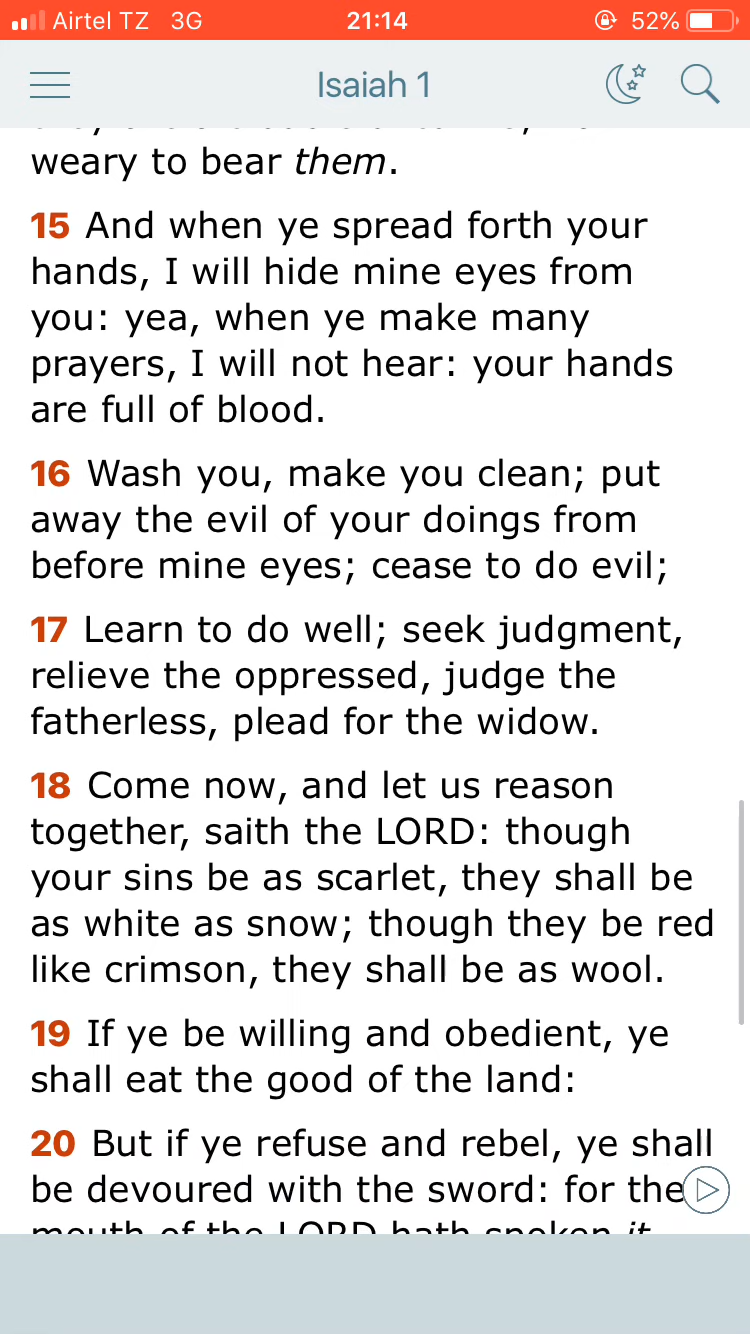 Airtel TZ 3G 21:14 52%
Isaiah 1
weary to bear them.
15 And when ye spread forth your
hands, I will hide mine eyes from
you: yea, when ye make many
prayers, I will not hear: your hands
are full of blood.
16 Wash you, make you clean; put
away the evil of your doings from
before mine eyes; cease to do evil;
17 Learn to do well; seek judgment,
relieve the oppressed, judge the
fatherless, plead for the widow.
18 Come now, and let us reason
together, saith the LORD: though
your sins be as scarlet, they shall be
as white as snow; though they be red
like crimson, they shall be as wool.
19 If ye be willing and obedient, ye
shall eat the good of the land:
20 But if ye refuse and rebel, ye shall
be devoured with the sword: for the
mouth of the LORD hath spoken it